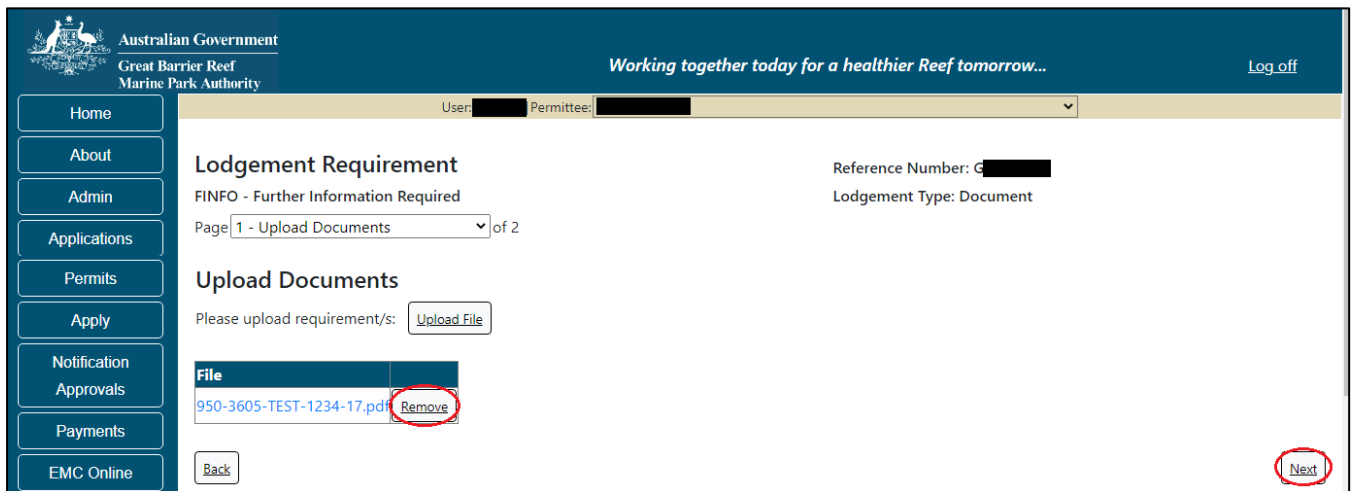 Australian Government
Great Barrier Reef
Marine Park Authority
Working together today for a healthier Reef tomorrow...
Log off
User: Permittee:
Home
About
Admin
Applications
Permits
Apply
Notification
Approvals
Payments
EMC Online
Lodgement Requirement
Reference Number: G
FINFO - Further Information Required
Lodgement Type: Document
Page 1 - Upload Documents of 2
Upload Documents
Please upload requirement/s: Upload File
File
950-3605-TEST-1234-17.pdf Remove
Back
Next